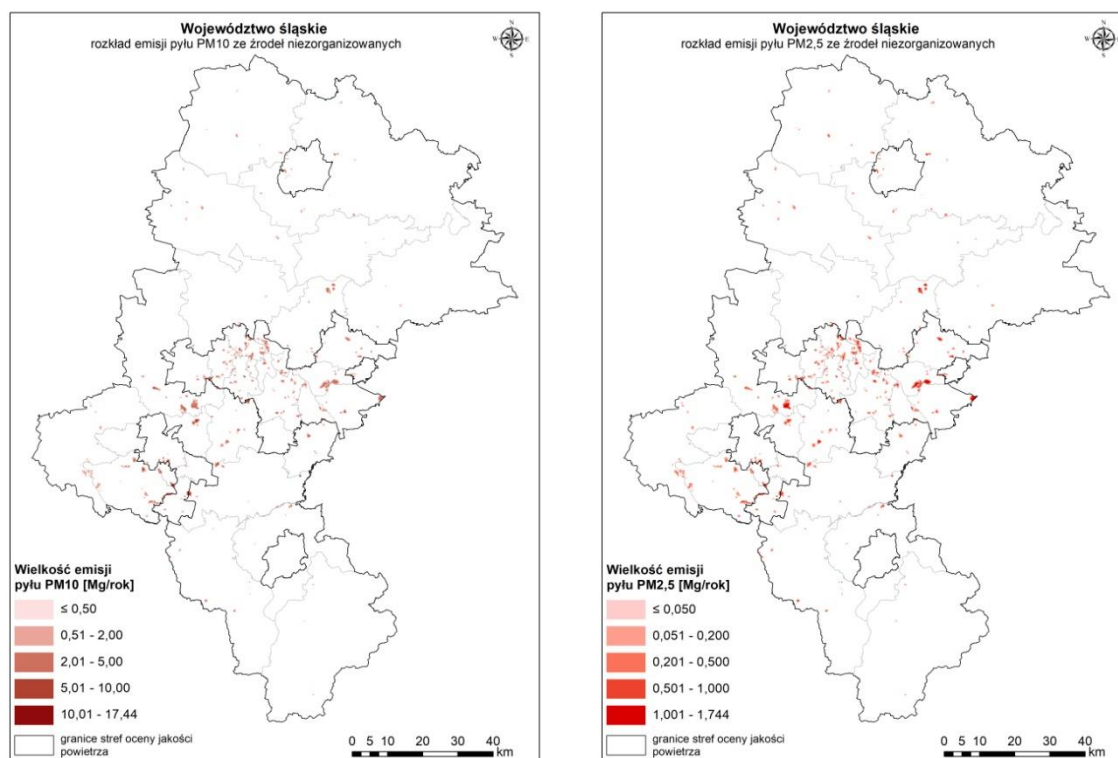 Województwo śląskie
rozkład emisji pyłu PM10 ze źrodeł niezorganizowanych
N
W
E
S
Wielkość emisji
pyłu PM10 [Mg/rok]
≤ 0,50
0,51 - 2,00
2,01 - 5,00
5,01 - 10,00
10,01 - 17,44
granice stref oceny jakości
powietrza
0 5 10 20 30 40
km
Województwo śląskie
rozkład emisji pyłu PM2,5 ze źrodeł niezorganizowanych
N
W
E
S
Wielkość emisji
pyłu PM2,5 [Mg/rok]
≤ 0,050
0,051 - 0,200
0,201 - 0,500
0,501 - 1,000
1,001 - 1,744
granice stref oceny jakości
powietrza
0 5 10 20 30 40
km